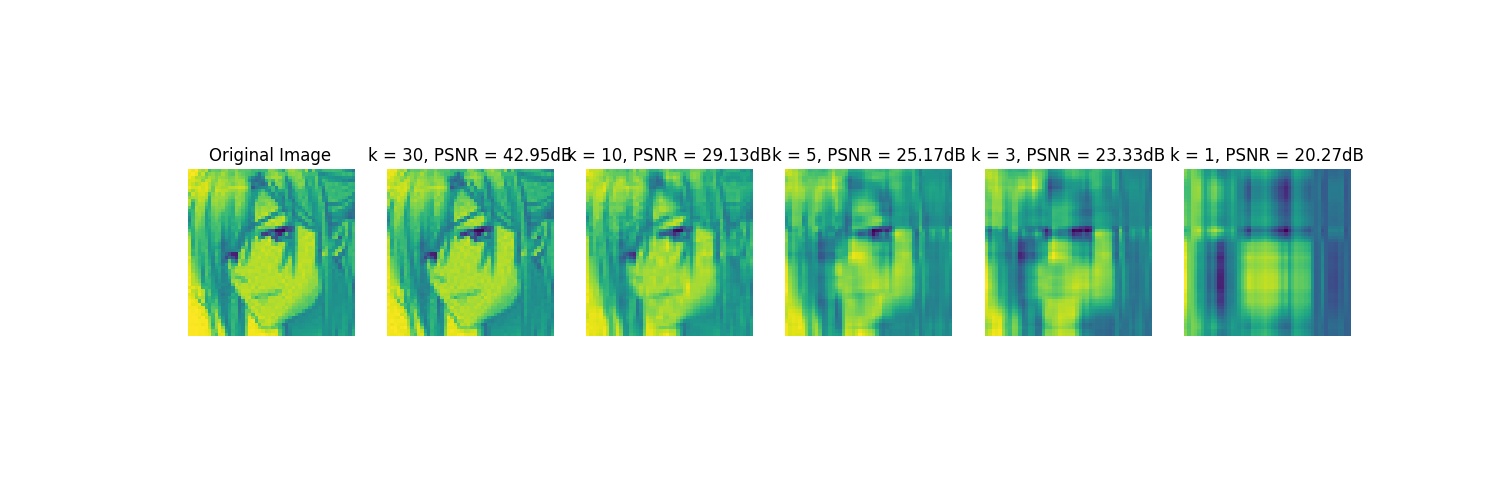 Original Image
k = 30, PSNR = 42.95dB
k = 10, PSNR = 29.13dB
k = 5, PSNR = 25.17dB
k = 3, PSNR = 23.33dB
k = 1, PSNR = 20.27dB